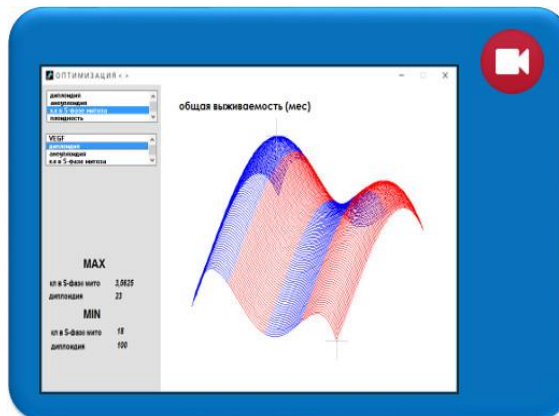 ОПТИМИЗАЦИЯ < >
общая выживаемость (мес)
диплоидия
анеуплоидия
кл в S-фазе митоза
плоидность
VEGF
диплоидия
анеуплоидия
кл в S-фазе митоза
MAX
кл в S-фазе мито 3,5625
диплоидия 23
MIN
кл в S-фазе мито 18
диплоидия 100